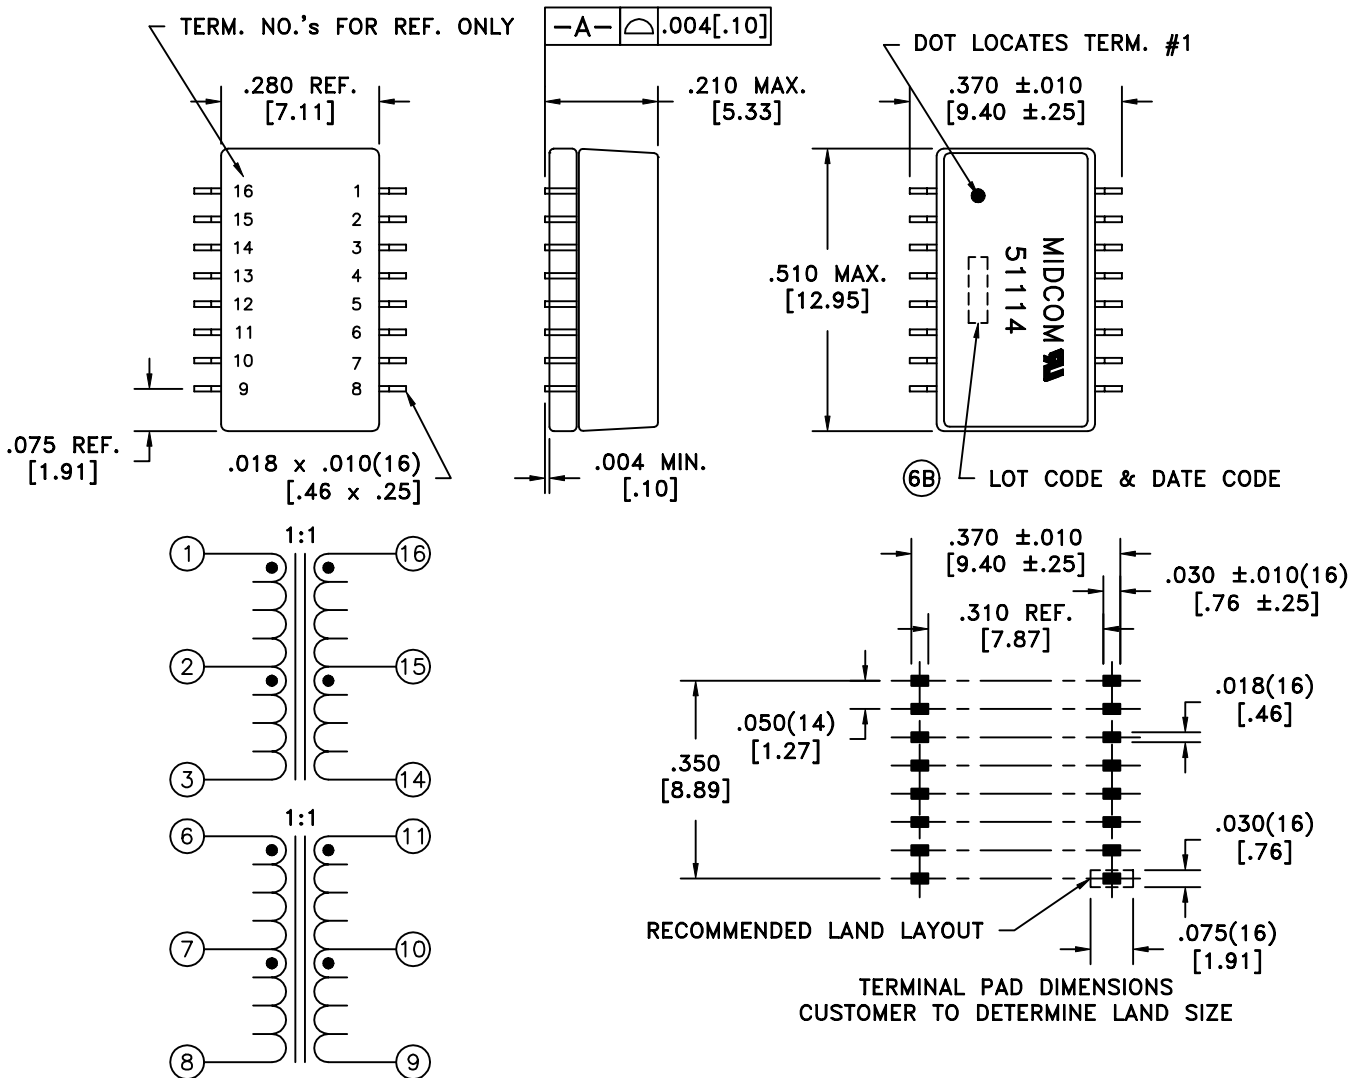 TERM. NO.'s FOR REF. ONLY
-A- ⌓ .004[.10]
DOT LOCATES TERM. #1
.280 REF.
[7.11]
.210 MAX.
[5.33]
.370 ±.010
[9.40 ±.25]
16 1
15 2
14 3
13 4
12 5
11 6
10 7
9 8
.510 MAX.
[12.95]
MIDCOM
51114
.075 REF.
[1.91]
.018 x .010(16)
[.46 x .25]
.004 MIN.
[.10]
6B LOT CODE & DATE CODE
1:1
1 16
2 15
3 14
1:1
6 11
7 10
8 9
.370 ±.010
[9.40 ±.25]
.030 ±.010(16)
[.76 ±.25]
.310 REF.
[7.87]
.018(16)
[.46]
.050(14)
[1.27]
.350
[8.89]
.030(16)
[.76]
RECOMMENDED LAND LAYOUT
.075(16)
[1.91]
TERMINAL PAD DIMENSIONS
CUSTOMER TO DETERMINE LAND SIZE